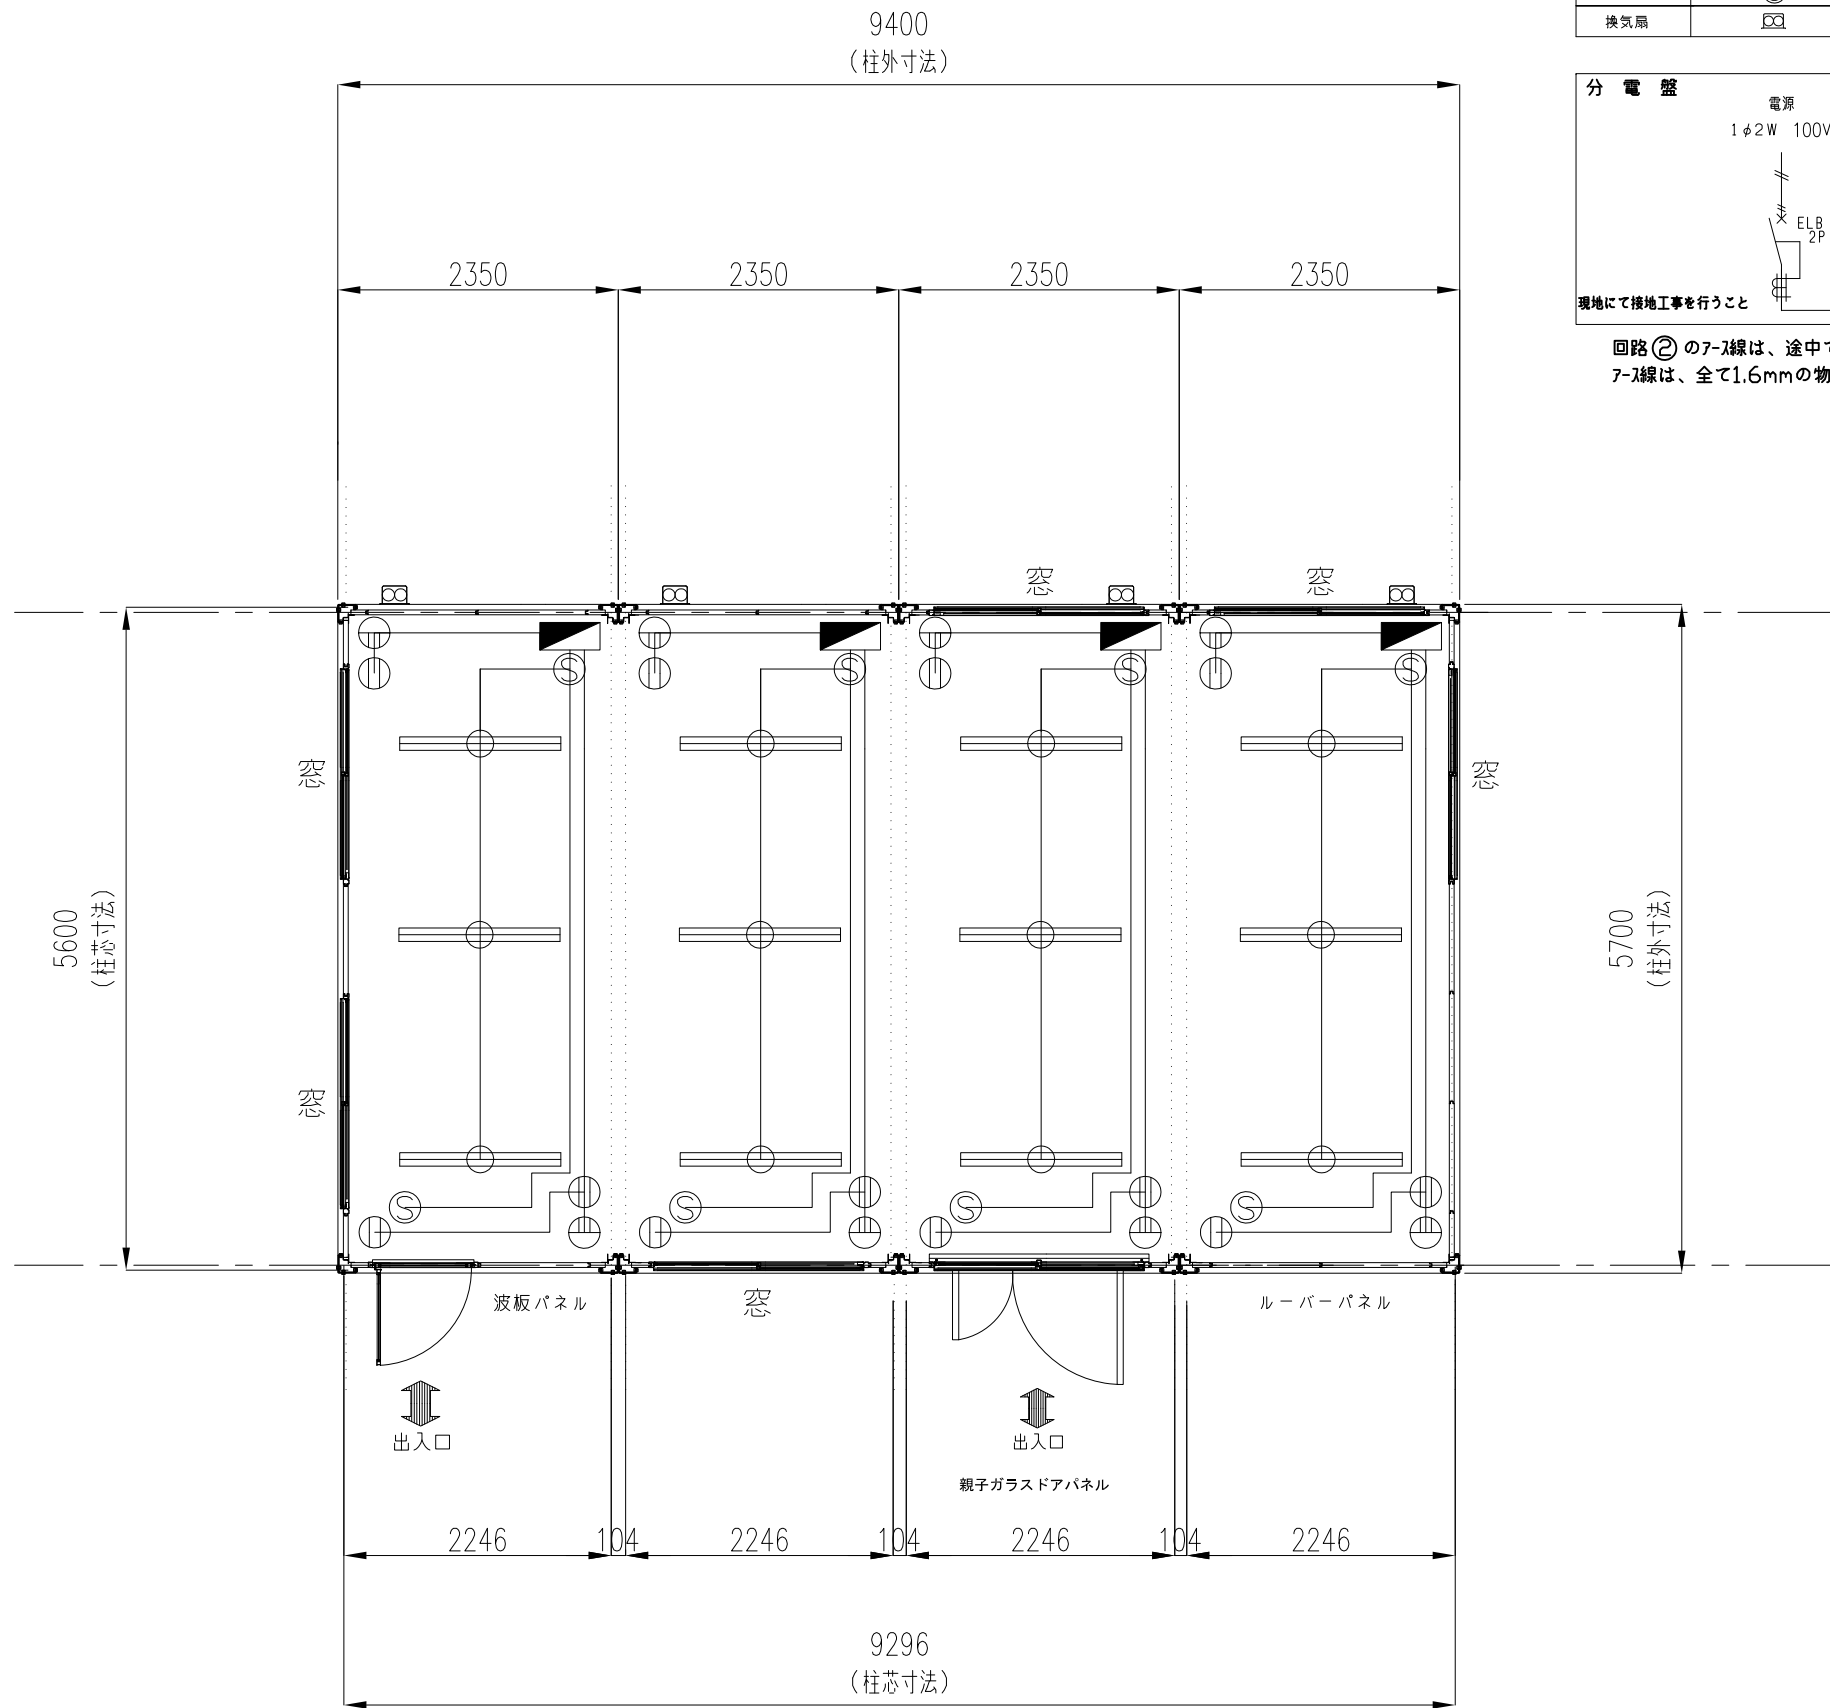 9400
(柱外寸法)
換気扇
分電盤
電源
1φ2W 100V
ELB
2P
現地にて接地工事を行うこと
回路②のアース線は、途中で
アース線は、全て1.6mmの物
2350 2350 2350 2350
窓 窓
S S S S
窓 窓
5600
(柱芯寸法)
5700
(柱外寸法)
窓
S S S S
波板パネル 窓 ルーバーパネル
出入口 出入口
親子ガラスドアパネル
2246 104 2246 104 2246 104 2246
9296
(柱芯寸法)